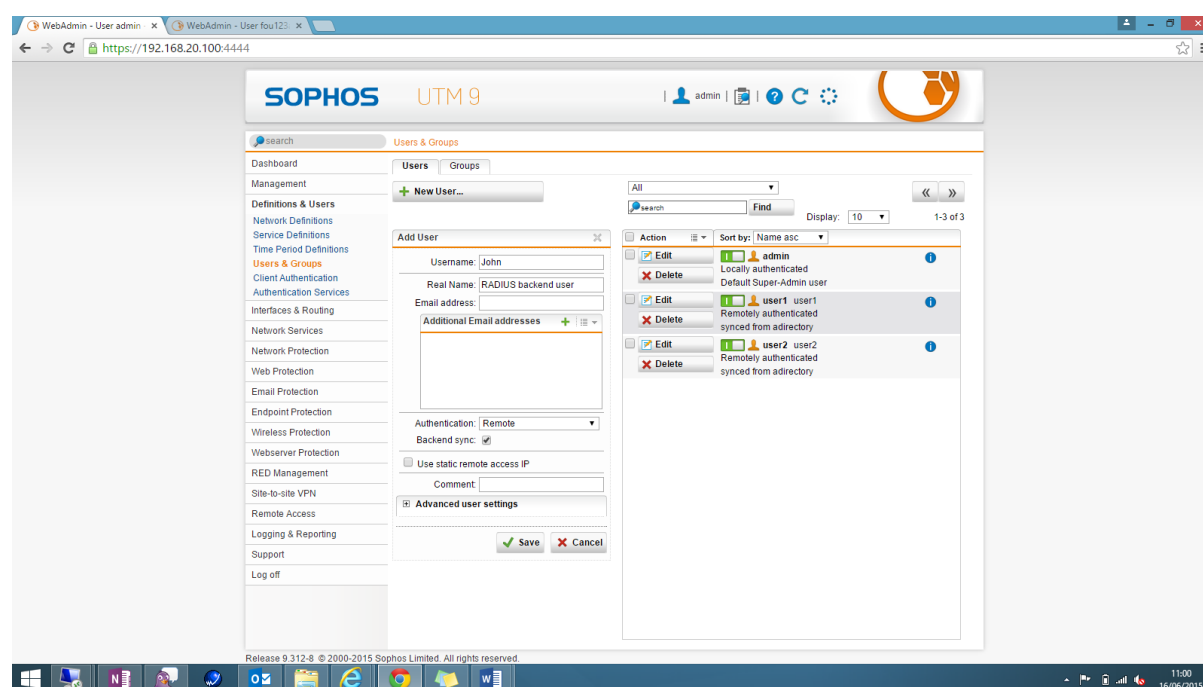 WebAdmin - User admin
WebAdmin - User fou123
https://192.168.20.100:4444
SOPHOS UTM 9
admin
search
Users & Groups
Dashboard
Management
Definitions & Users
Network Definitions
Service Definitions
Time Period Definitions
Users & Groups
Client Authentication
Authentication Services
Interfaces & Routing
Network Services
Network Protection
Web Protection
Email Protection
Endpoint Protection
Wireless Protection
Webserver Protection
RED Management
Site-to-site VPN
Remote Access
Logging & Reporting
Support
Log off
Users Groups
+ New User...
Add User
Username: John
Real Name: RADIUS backend user
Email address:
Additional Email addresses
Authentication: Remote
Backend sync:
Use static remote access IP
Comment:
Advanced user settings
Save Cancel
All
search Find
Display: 10 1-3 of 3
Action Sort by: Name asc
Edit admin
Delete Locally authenticated
Default Super-Admin user
Edit user1 user1
Delete Remotely authenticated
synced from adirectory
Edit user2 user2
Delete Remotely authenticated
synced from adirectory
Release 9.312-8 © 2000-2015 Sophos Limited. All rights reserved.
11:00
16/06/2015